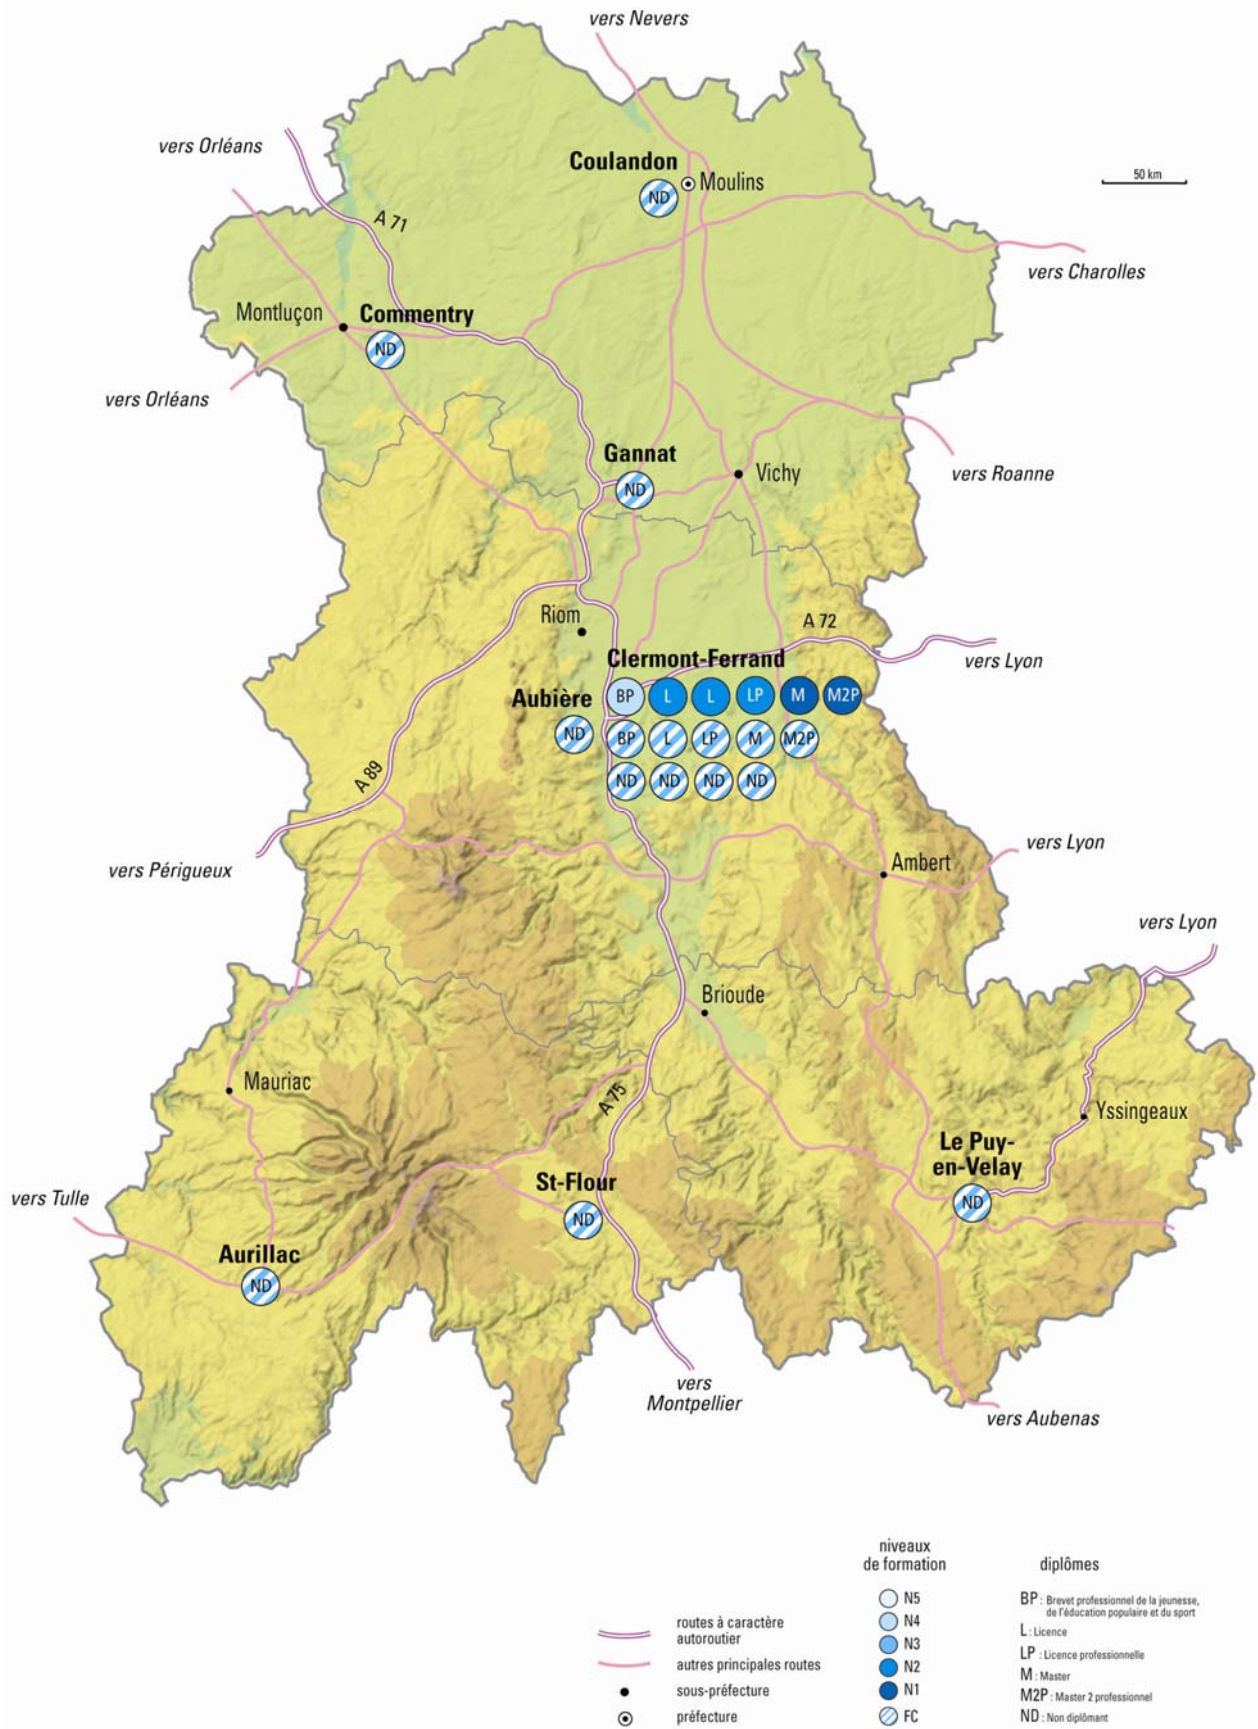 vers Nevers
vers Orléans
Coulandon
Moulins
ND
50 km
A 71
vers Charolles
Montluçon
Commentry
ND
vers Orléans
Gannat
ND
Vichy
vers Roanne
Riom
A 72
vers Lyon
Clermont-Ferrand
Aubière
BP L L LP M M2P
ND
BP L LP M M2P
ND ND ND ND
A 89
vers Périgueux
vers Lyon
Ambert
vers Lyon
Brioude
Mauriac
A 75
Yssingeaux
Le Puy-
en-Velay
ND
St-Flour
ND
vers Tulle
Aurillac
ND
vers
Montpellier
vers Aubenas
routes à caractère
autoroutier
autres principales routes
sous-préfecture
préfecture
niveaux
de formation
N5
N4
N3
N2
N1
FC
diplômes
BP : Brevet professionnel de la jeunesse,
de l'éducation populaire et du sport
L : Licence
LP : Licence professionnelle
M : Master
M2P : Master 2 professionnel
ND : Non diplômant